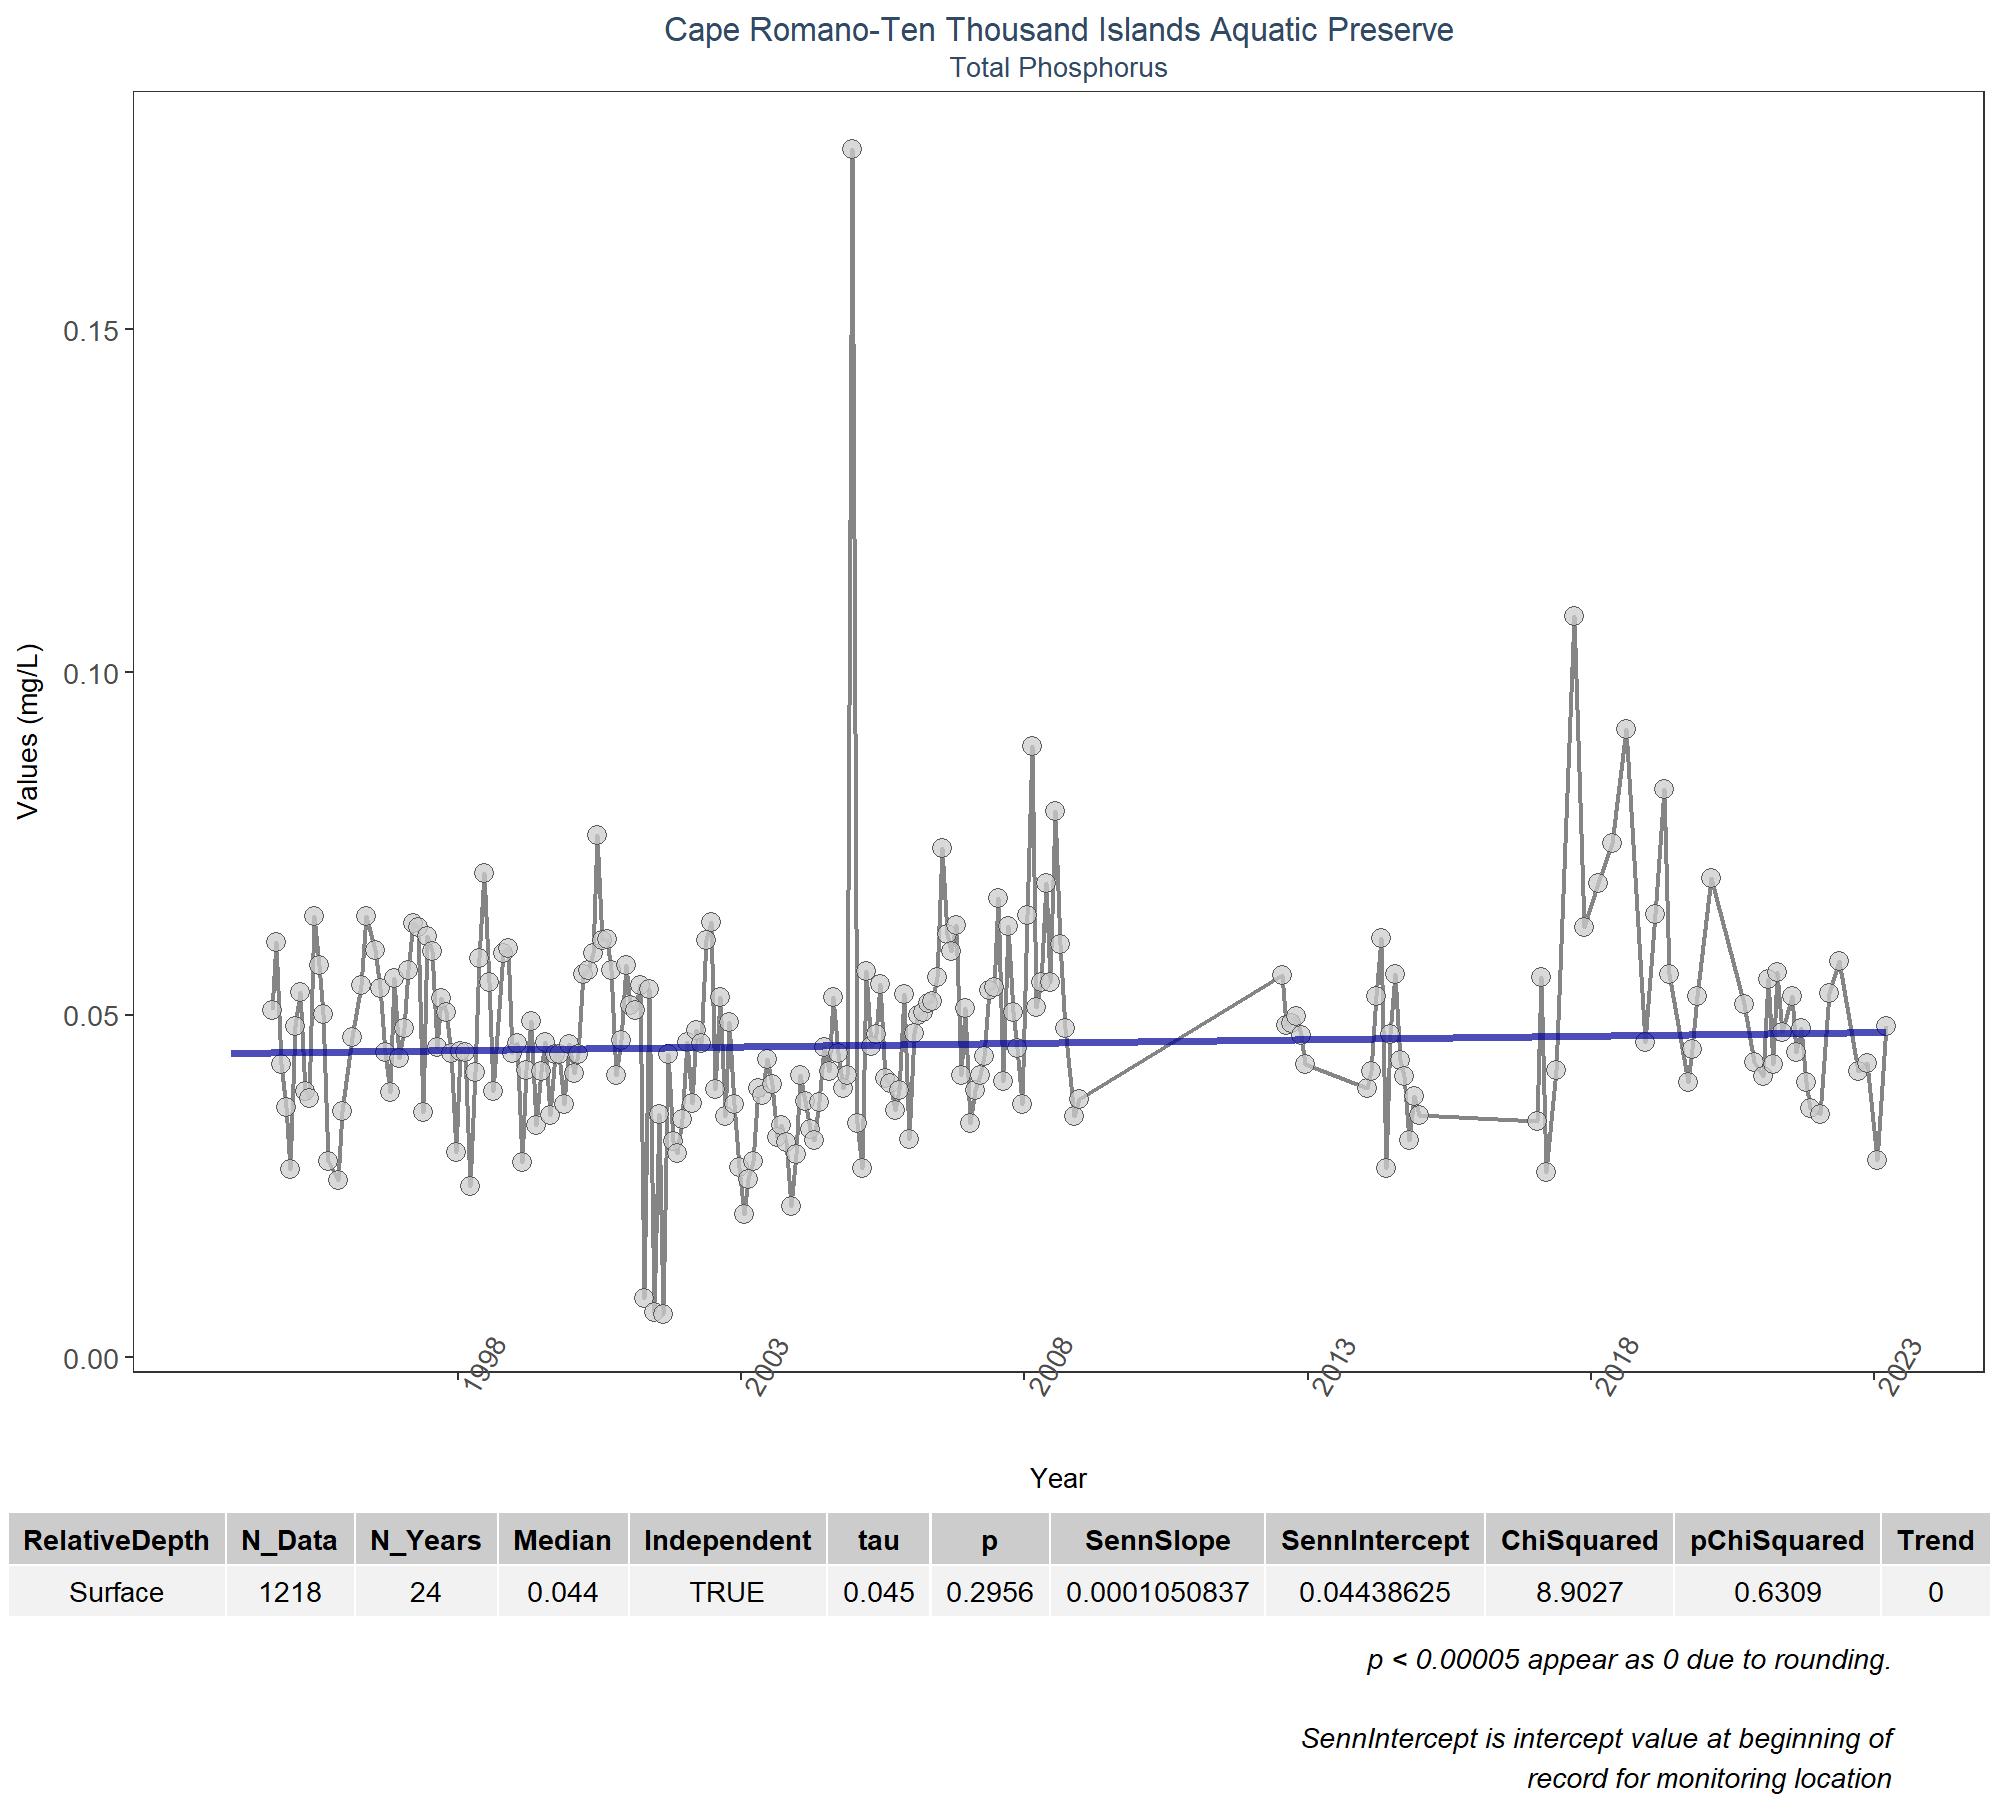 Cape Romano-Ten Thousand Islands Aquatic Preserve
Total Phosphorus
Values (mg/L)
0.15
0.10
0.05
0.00
1998 2003 2008 2013 2018 2023
Year
RelativeDepth N_Data N_Years Median Independent tau p SennSlope SennIntercept ChiSquared pChiSquared Trend
Surface 1218 24 0.044 TRUE 0.045 0.2956 0.0001050837 0.04438625 8.9027 0.6309 0
p < 0.00005 appear as 0 due to rounding.
SennIntercept is intercept value at beginning of
record for monitoring location